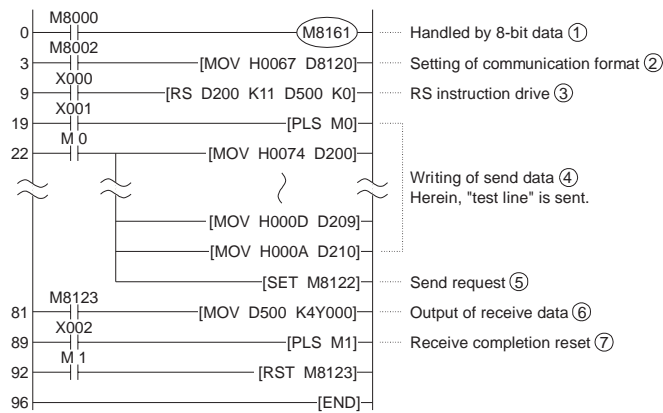 M8000
0 M8161 Handled by 8-bit data ①
M8002
3 [MOV H0067 D8120] Setting of communication format ②
X000
9 [RS D200 K11 D500 K0] RS instruction drive ③
X001
19 [PLS M0]
M 0
22 [MOV H0074 D200]
Writing of send data ④
Herein, "test line" is sent.
[MOV H000D D209]
[MOV H000A D210]
[SET M8122] Send request ⑤
M8123
81 [MOV D500 K4Y000] Output of receive data ⑥
X002
89 [PLS M1] Receive completion reset ⑦
M 1
92 [RST M8123]
96 [END]